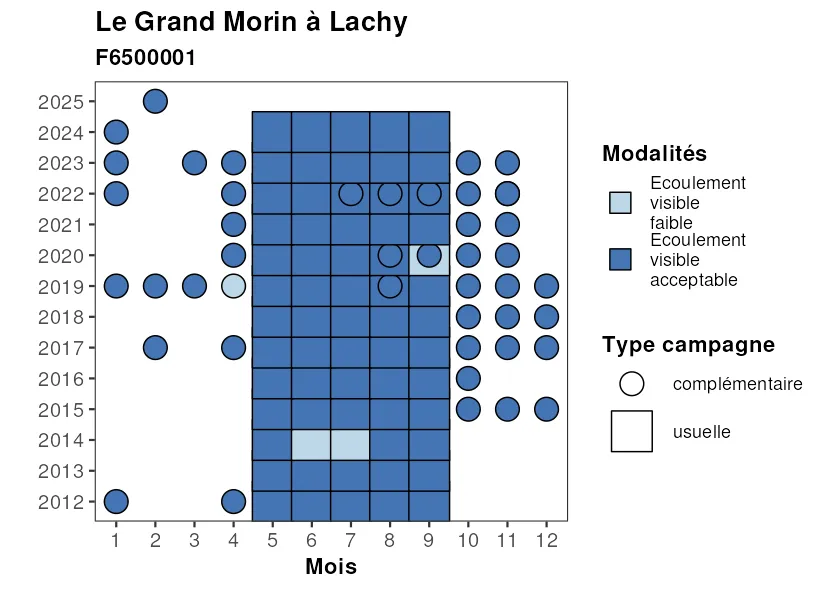 Le Grand Morin à Lachy
F6500001
2025
2024
2023
2022
2021
2020
2019
2018
2017
2016
2015
2014
2013
2012
1 2 3 4 5 6 7 8 9 10 11 12
Mois
Modalités
Ecoulement
visible
faible
Ecoulement
visible
acceptable
Type campagne
complémentaire
usuelle